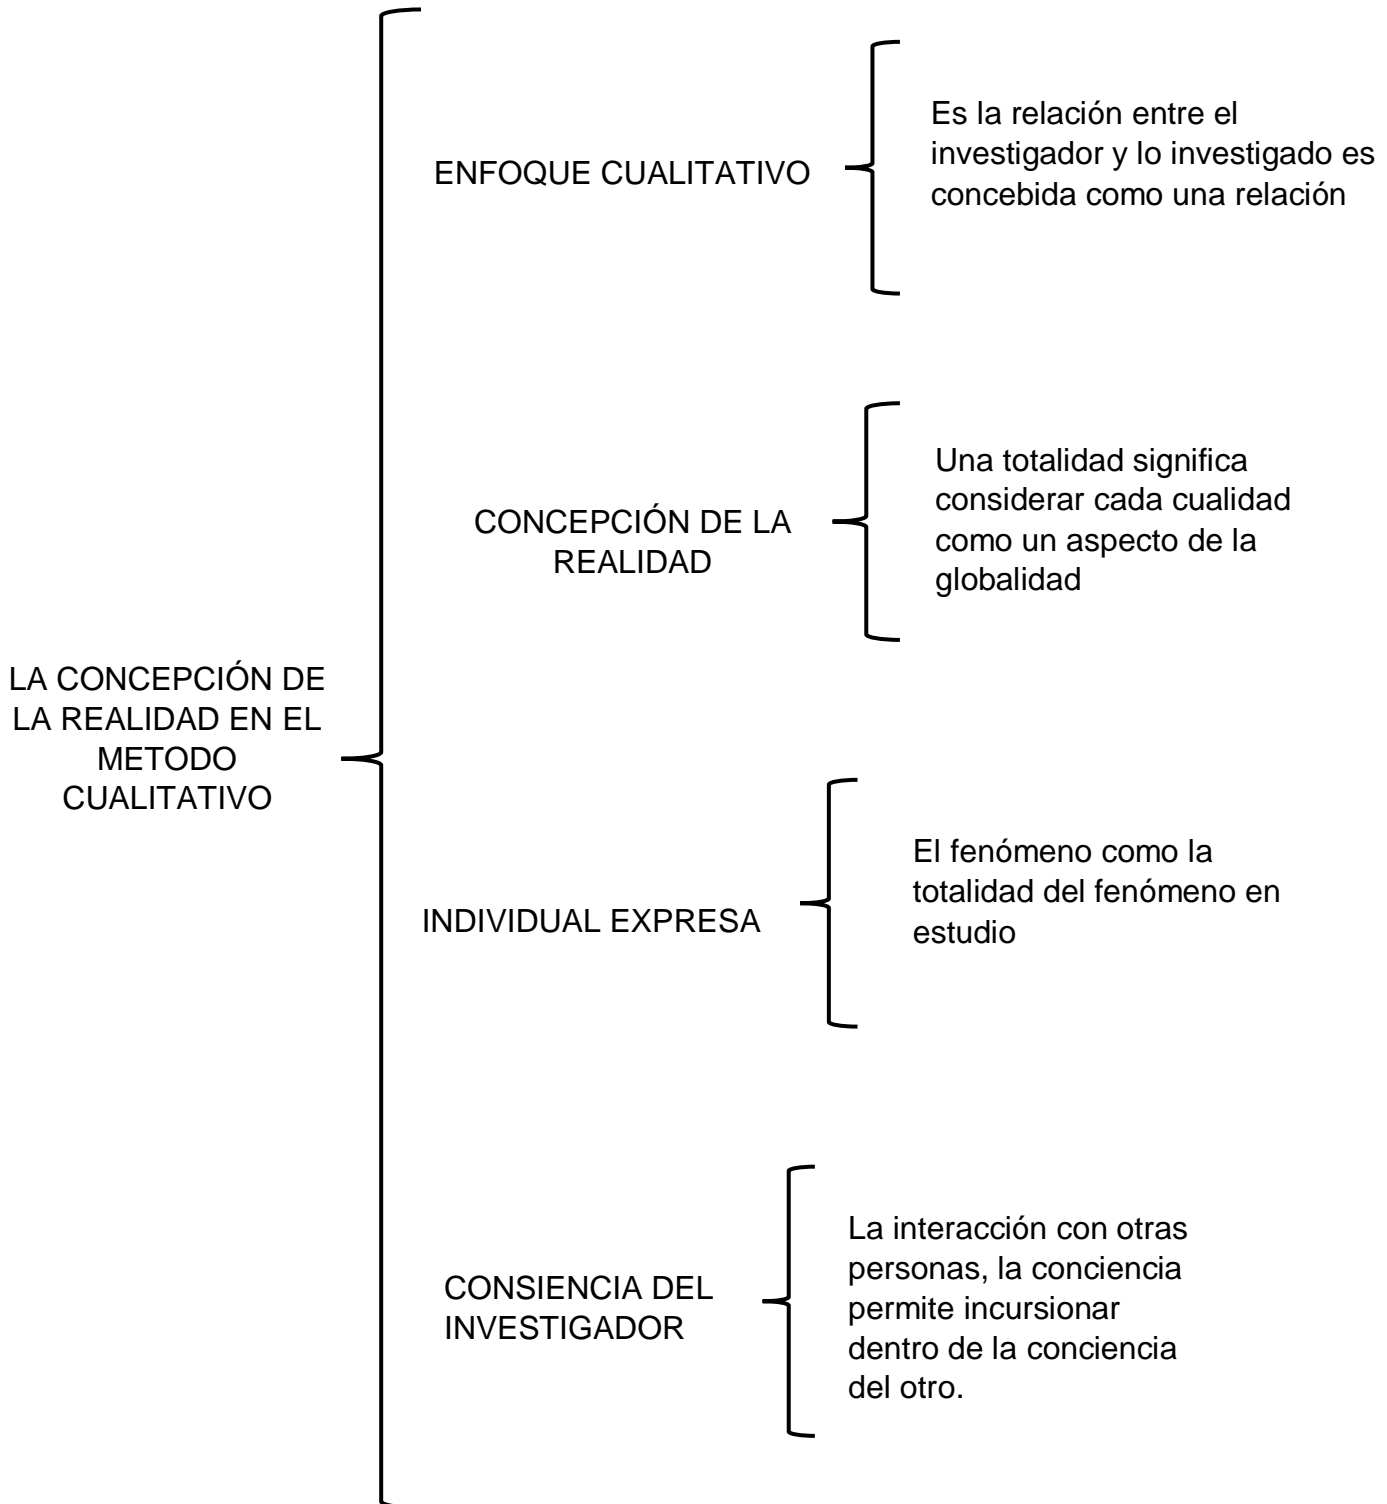 LA CONCEPCIÓN DE
LA REALIDAD EN EL
METODO
CUALITATIVO
ENFOQUE CUALITATIVO
Es la relación entre el
investigador y lo investigado es
concebida como una relación
CONCEPCIÓN DE LA
REALIDAD
Una totalidad significa
considerar cada cualidad
como un aspecto de la
globalidad
INDIVIDUAL EXPRESA
El fenómeno como la
totalidad del fenómeno en
estudio
CONSIENCIA DEL
INVESTIGADOR
La interacción con otras
personas, la conciencia
permite incursionar
dentro de la conciencia
del otro.